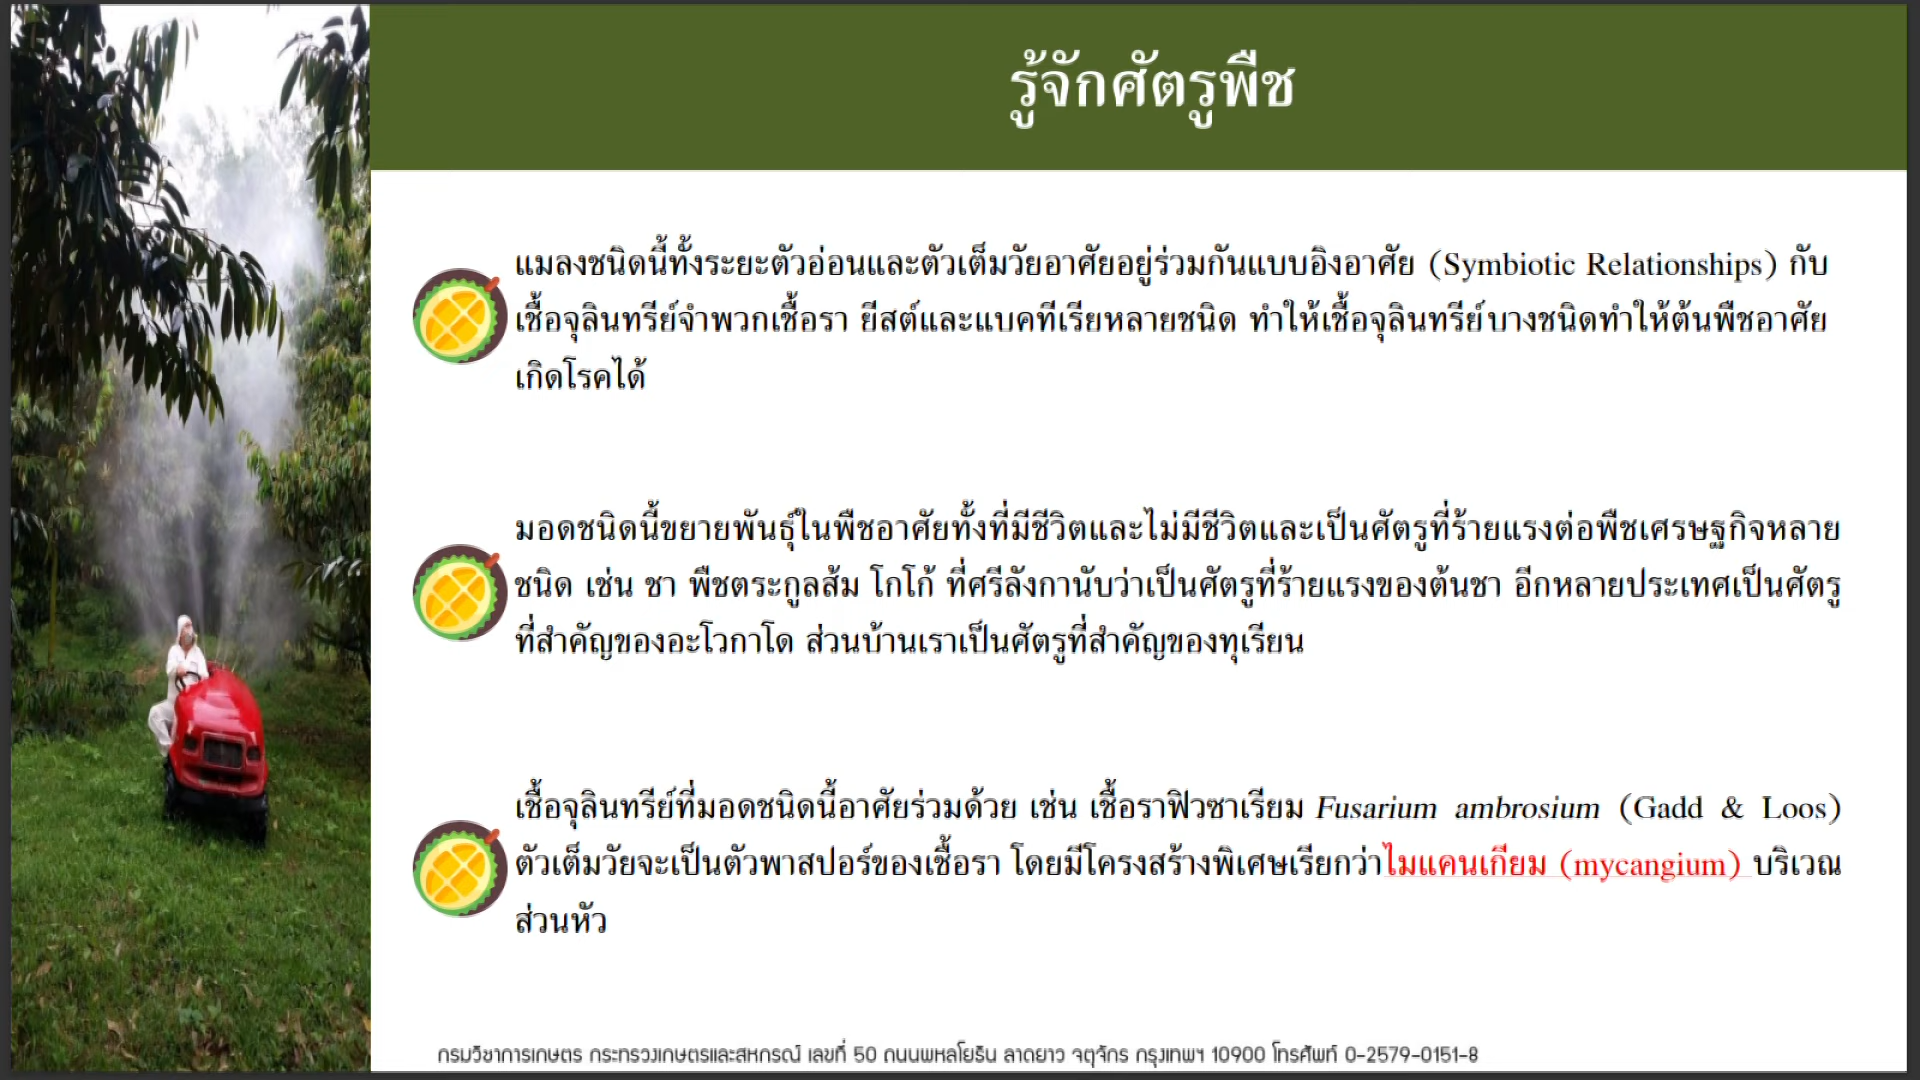 รู้จักศัตรูพืช
แมลงชนิดนี้ทั้งระยะตัวอ่อนและตัวเต็มวัยอาศัยอยู่ร่วมกันแบบอิงอาศัย (Symbiotic Relationships) กับ
เชื้อจุลินทรีย์จำพวกเชื้อรา ยีสต์และแบคทีเรียหลายชนิด ทำให้เชื้อจุลินทรีย์บางชนิดทำให้ต้นพืชอาศัย
เกิดโรคได้
มอดชนิดนี้ขยายพันธุ์ในพืชอาศัยทั้งที่มีชีวิตและไม่มีชีวิตและเป็นศัตรูที่ร้ายแรงต่อพืชเศรษฐกิจหลาย
ชนิด เช่น ชา พืชตระกูลส้ม โกโก้ ที่ศรีลังกานับว่าเป็นศัตรูที่ร้ายแรงของต้นชา อีกหลายประเทศเป็นศัตรู
ที่สำคัญของอะโวกาโด ส่วนบ้านเราเป็นศัตรูที่สำคัญของทุเรียน
เชื้อจุลินทรีย์ที่มอดชนิดนี้อาศัยร่วมด้วย เช่น เชื้อราฟิวซาเรียม Fusarium ambrosium (Gadd & Loos)
ตัวเต็มวัยจะเป็นตัวพาสปอร์ของเชื้อรา โดยมีโครงสร้างพิเศษเรียกว่าไมแคนเกียม (mycangium) บริเวณ
ส่วนหัว
กรมวิชาการเกษตร กระทรวงเกษตรและสหกรณ์ เลขที่ 50 ถนนพหลโยธิน ลาดยาว จตุจักร กรุงเทพฯ 10900 โทรศัพท์ 0-2579-0151-8